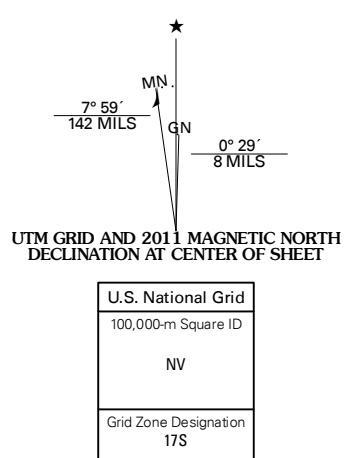 ★
MN.
7° 59´
142 MILS
GN
0° 29´
8 MILS
UTM GRID AND 2011 MAGNETIC NORTH
DECLINATION AT CENTER OF SHEET
U.S. National Grid
100,000-m Square ID
NV
Grid Zone Designation
17S